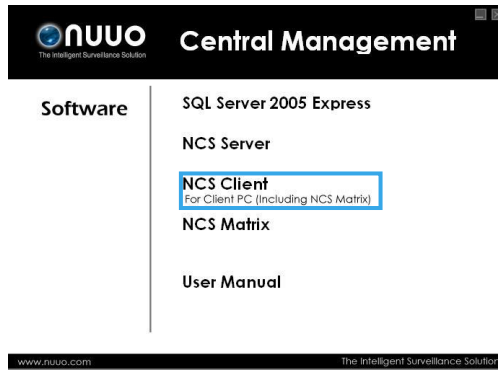 nuuo
The Intelligent Surveillance Solution
Central Management
Software
SQL Server 2005 Express
NCS Server
NCS Client
For Client PC (Including NCS Matrix)
NCS Matrix
User Manual
www.nuuo.com
The Intelligent Surveillance Solution